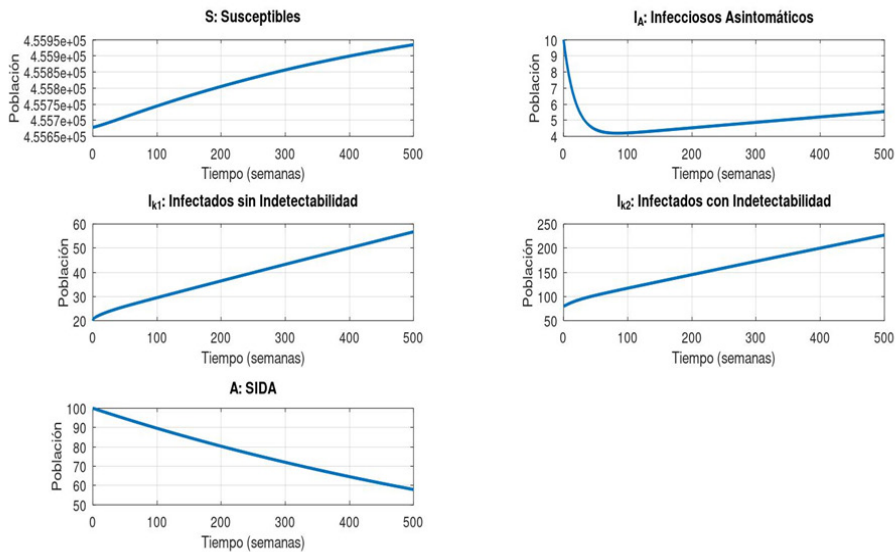 S: Susceptibles
Población
4.5595e+05
4.559e+05
4.5585e+05
4.558e+05
4.5575e+05
4.557e+05
4.5565e+05
0 100 200 300 400 500
Tiempo (semanas)
I_A: Infecciosos Asintomáticos
Población
10
9
8
7
6
5
4
0 100 200 300 400 500
Tiempo (semanas)
I_k1: Infectados sin Indetectabilidad
Población
60
50
40
30
20
0 100 200 300 400 500
Tiempo (semanas)
I_k2: Infectados con Indetectabilidad
Población
250
200
150
100
50
0 100 200 300 400 500
Tiempo (semanas)
A: SIDA
Población
100
90
80
70
60
50
0 100 200 300 400 500
Tiempo (semanas)